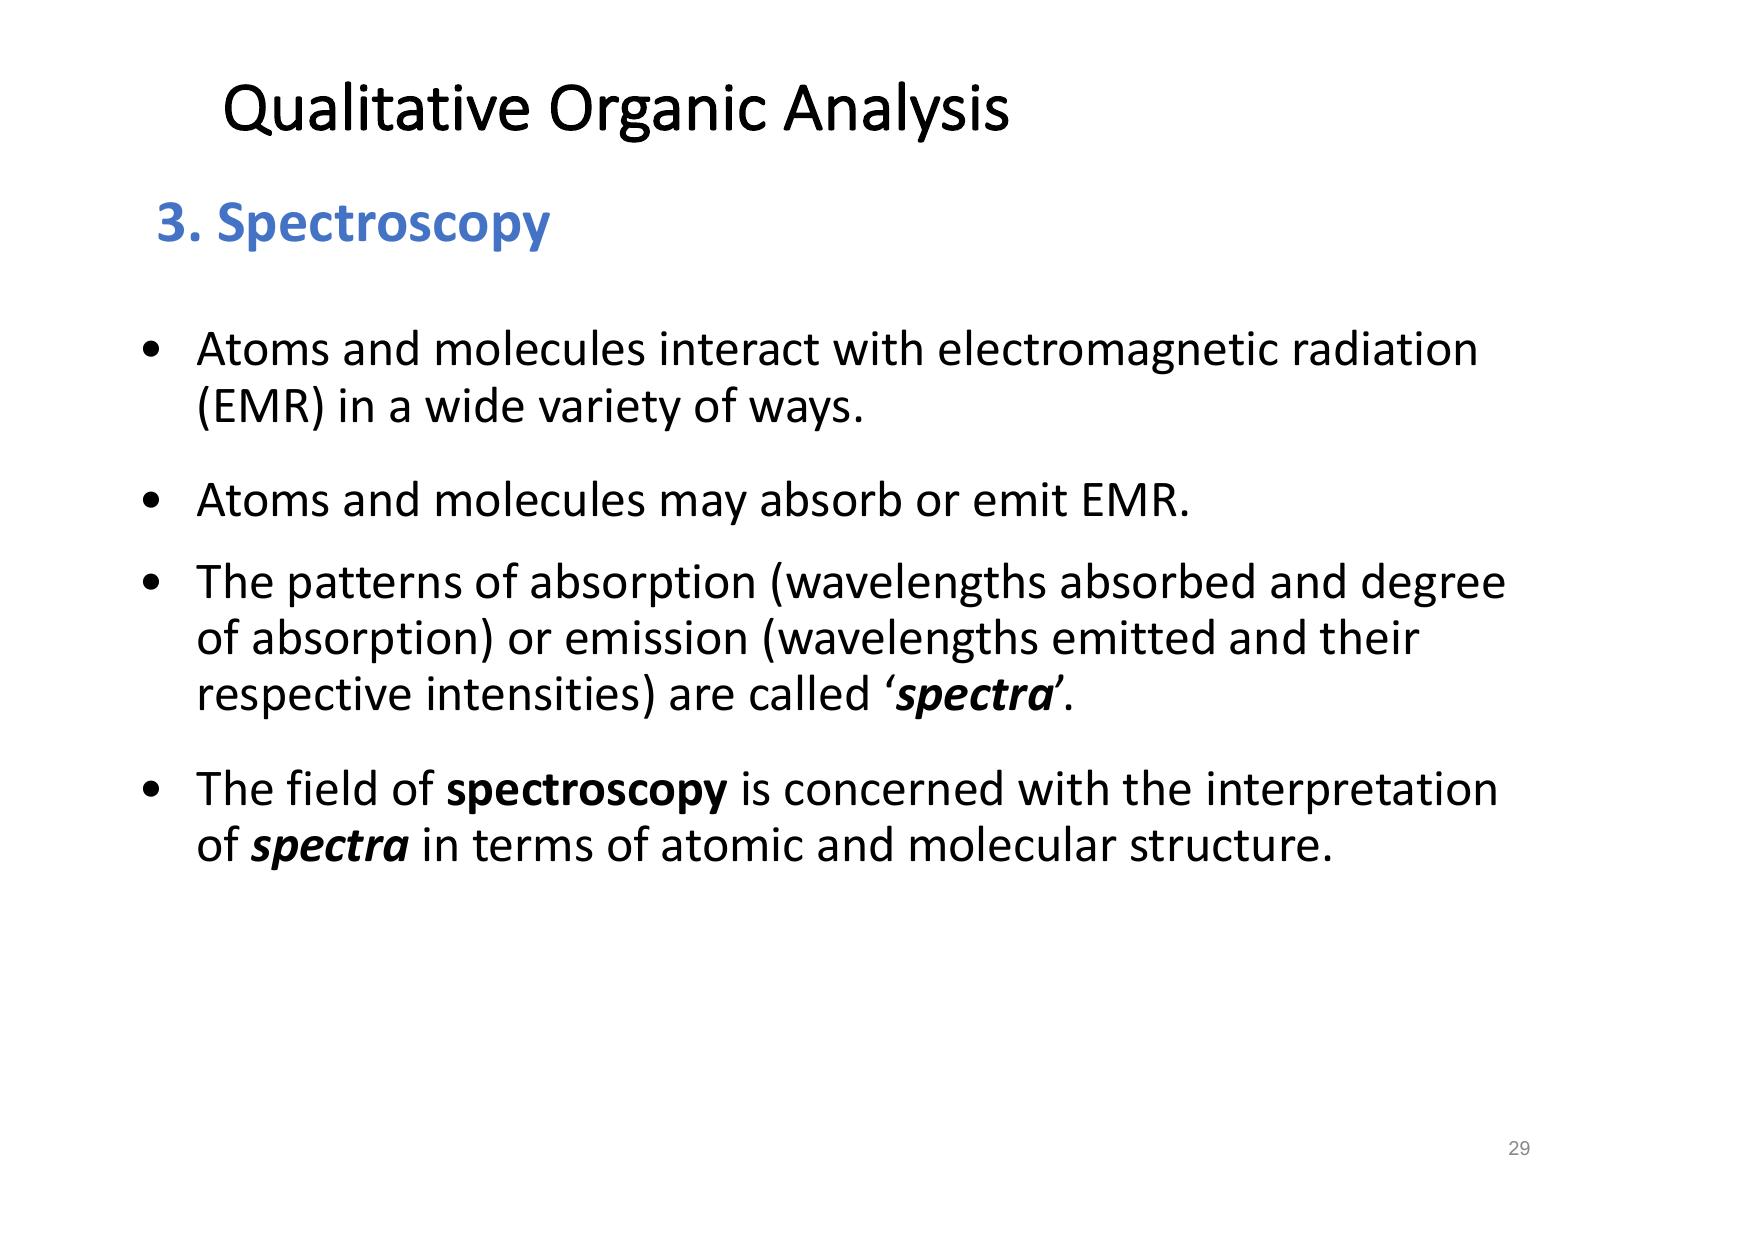 Qualitative Organic Analysis
3. Spectroscopy
• Atoms and molecules interact with electromagnetic radiation
(EMR) in a wide variety of ways.
• Atoms and molecules may absorb or emit EMR.
• The patterns of absorption (wavelengths absorbed and degree
of absorption) or emission (wavelengths emitted and their
respective intensities) are called ‘spectra’.
• The field of spectroscopy is concerned with the interpretation
of spectra in terms of atomic and molecular structure.
29